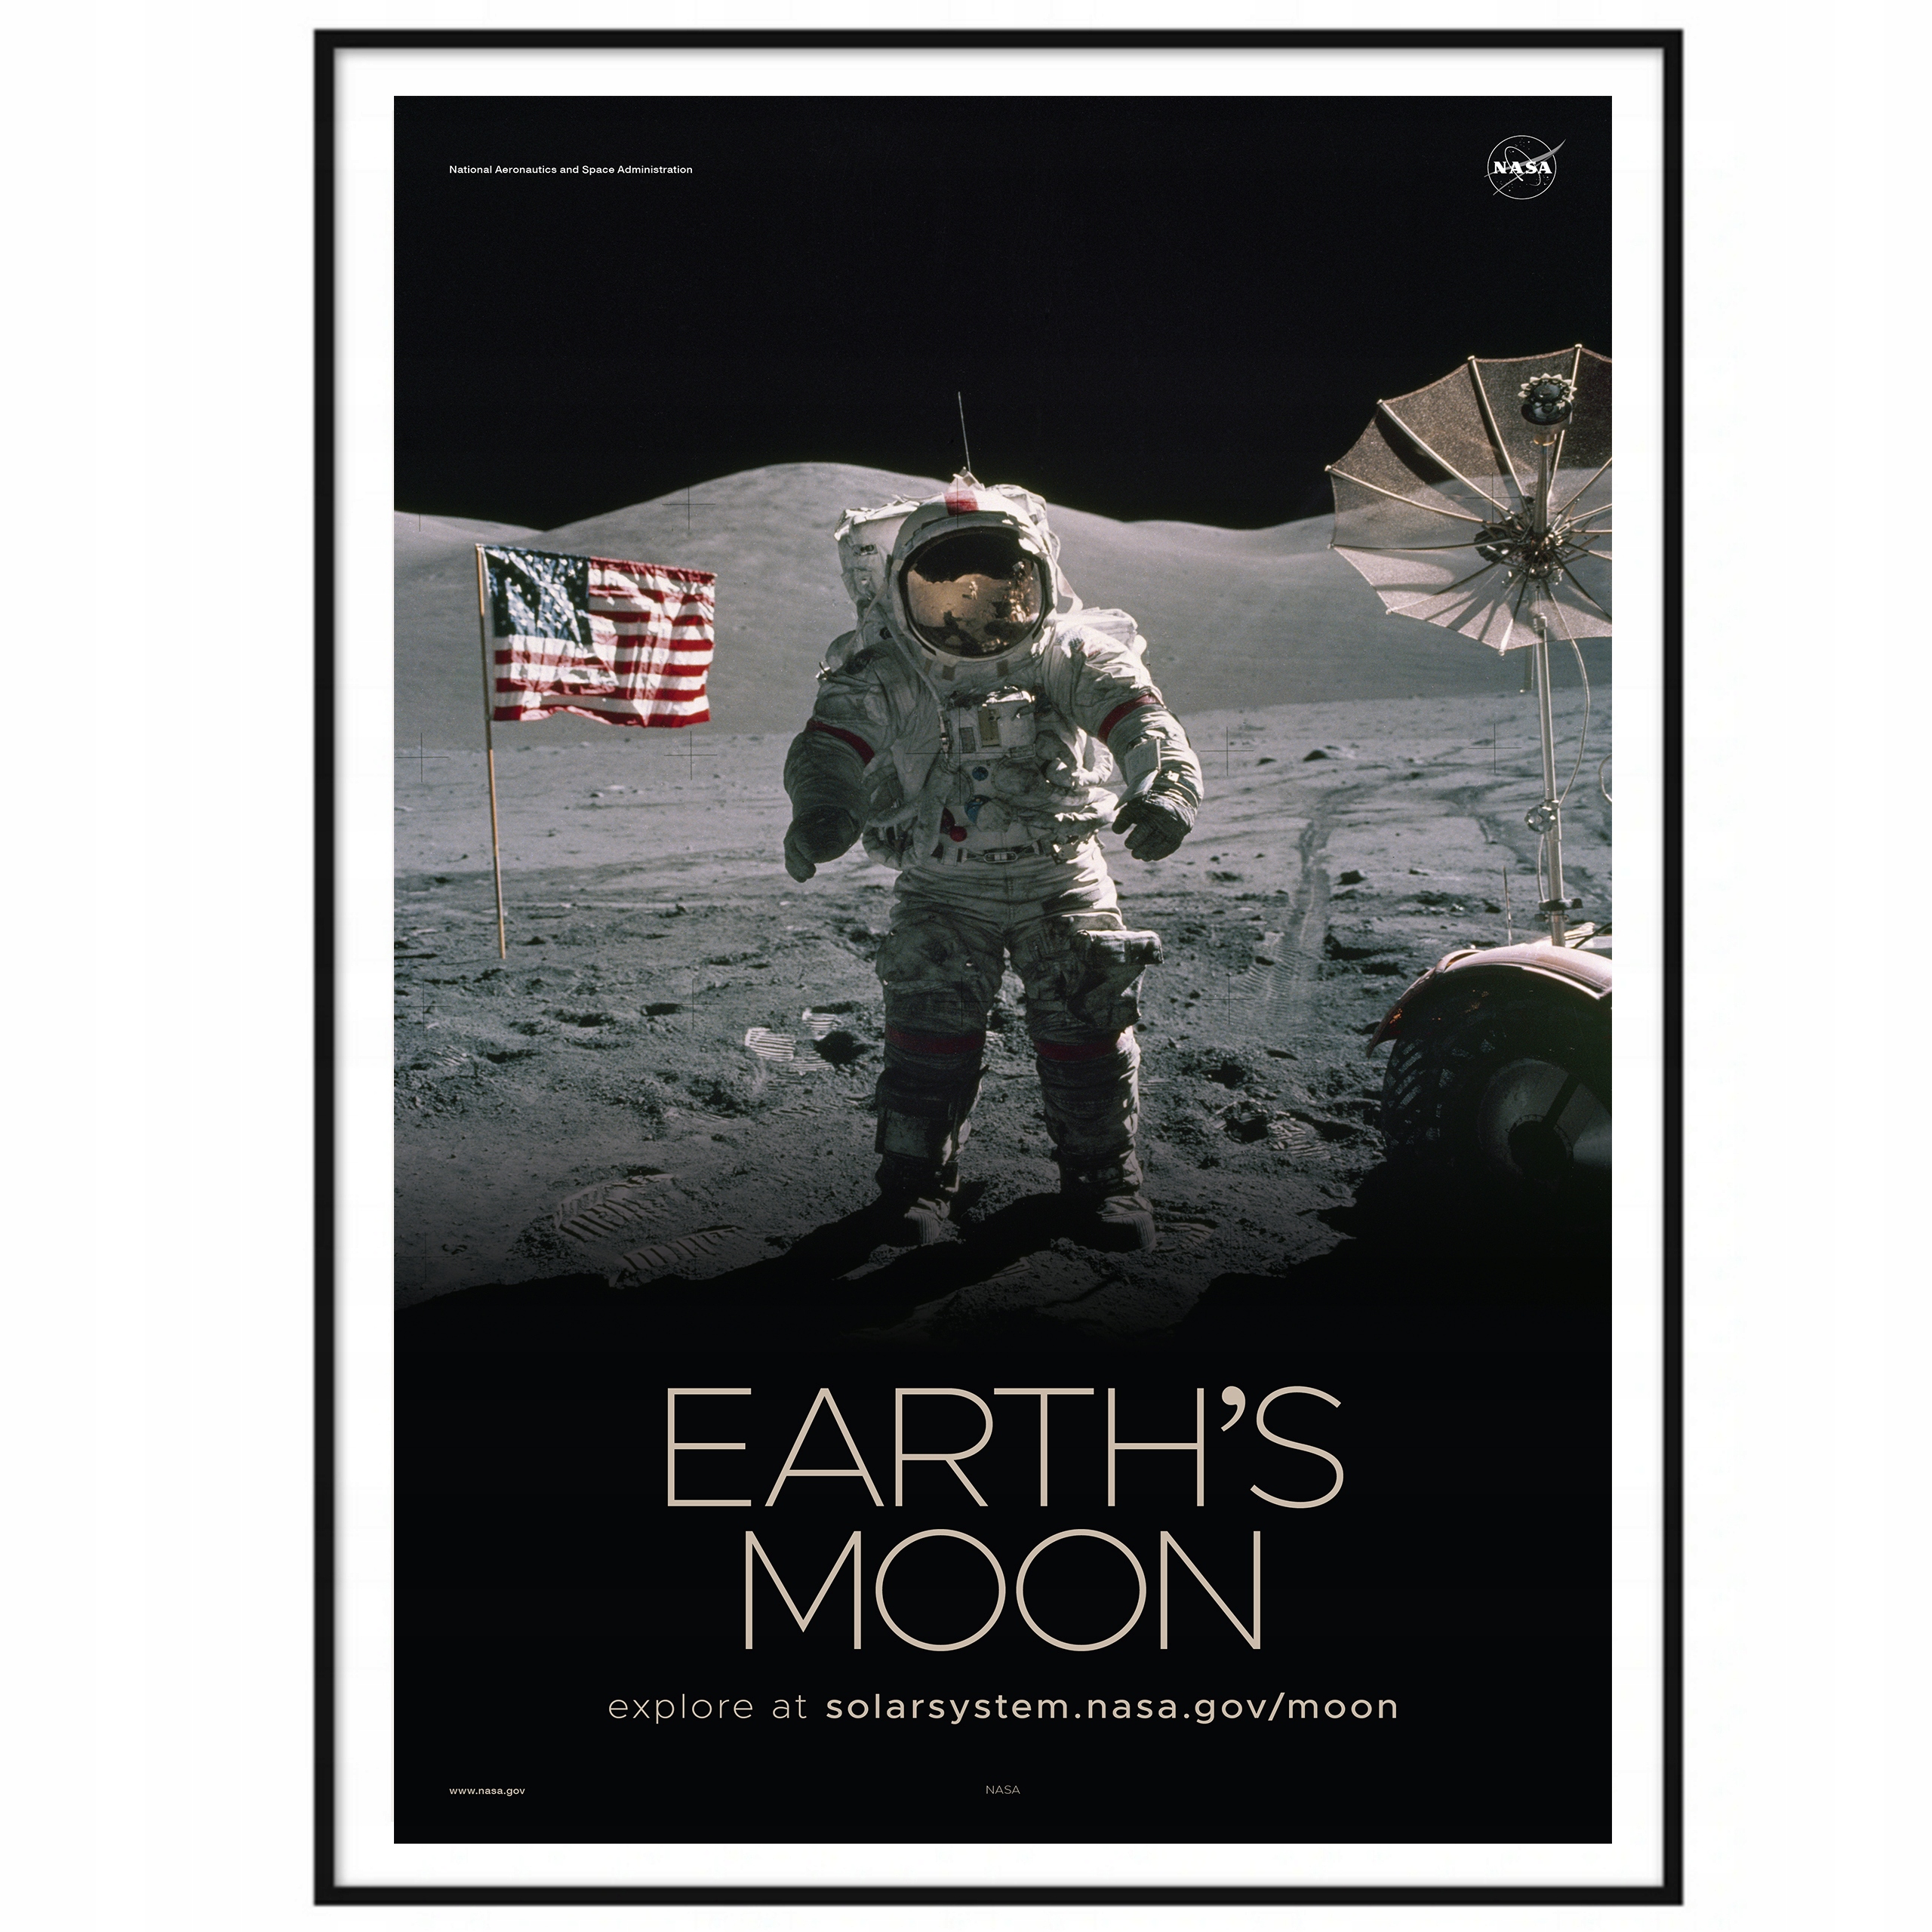 National Aeronautics and Space Administration
NASA
EARTH’S
MOON
explore at solarsystem.nasa.gov/moon
www.nasa.gov
NASA